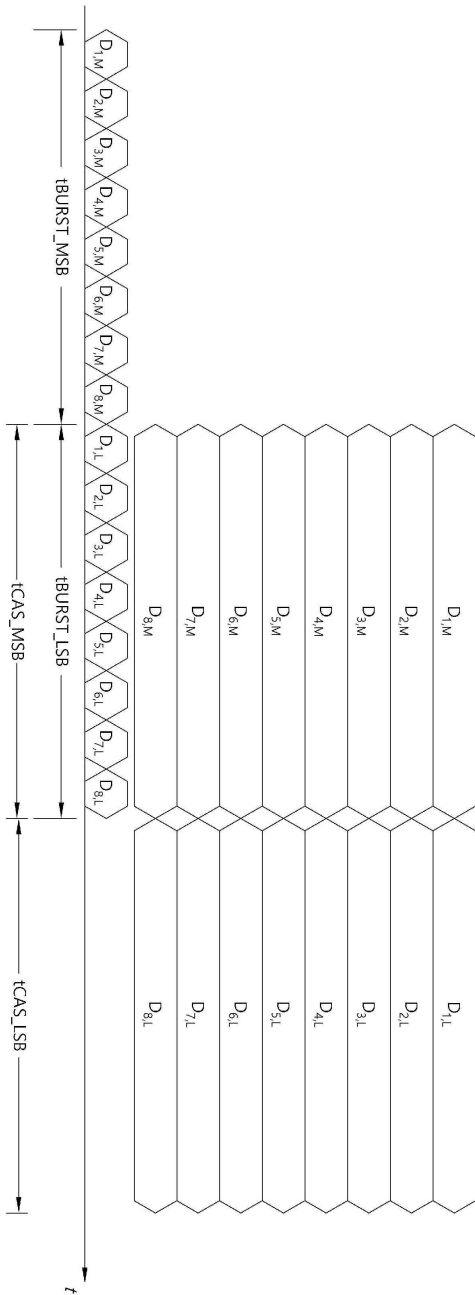 D1,M D1,L
D2,M D2,L
D3,M D3,L
D4,M D4,L
D5,M D5,L
D6,M D6,L
D7,M D7,L
D8,M D8,L
D1,M D2,M D3,M D4,M D5,M D6,M D7,M D8,M D1,L D2,L D3,L D4,L D5,L D6,L D7,L D8,L
t
tBURST_MSB tBURST_LSB
tCAS_MSB tCAS_LSB